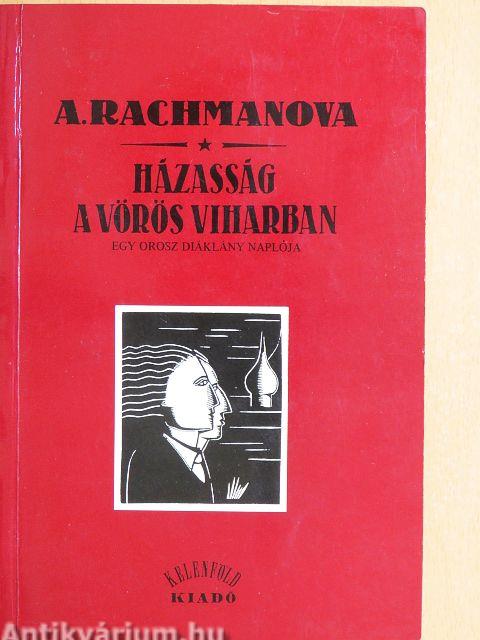 A. RACHMANOVA
HÁZASSÁG
A VÖRÖS VIHARBAN
EGY OROSZ DIÁKLÁNY NAPLÓJA
KELENFÖLD
KIADÓ
Antikvárium.hu